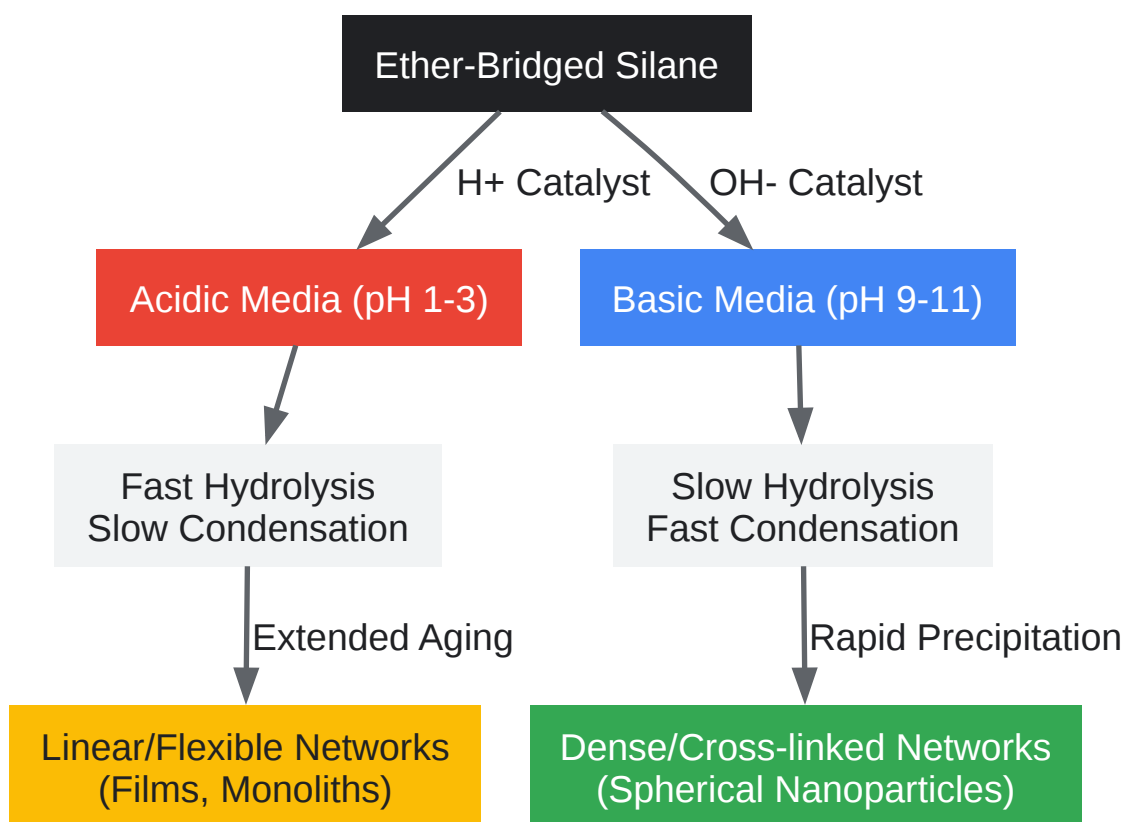 Ether-Bridged Silane
H+ Catalyst
OH- Catalyst
Acidic Media (pH 1-3)
Basic Media (pH 9-11)
Fast Hydrolysis
Slow Condensation
Slow Hydrolysis
Fast Condensation
Extended Aging
Rapid Precipitation
Linear/Flexible Networks
(Films, Monoliths)
Dense/Cross-linked Networks
(Spherical Nanoparticles)